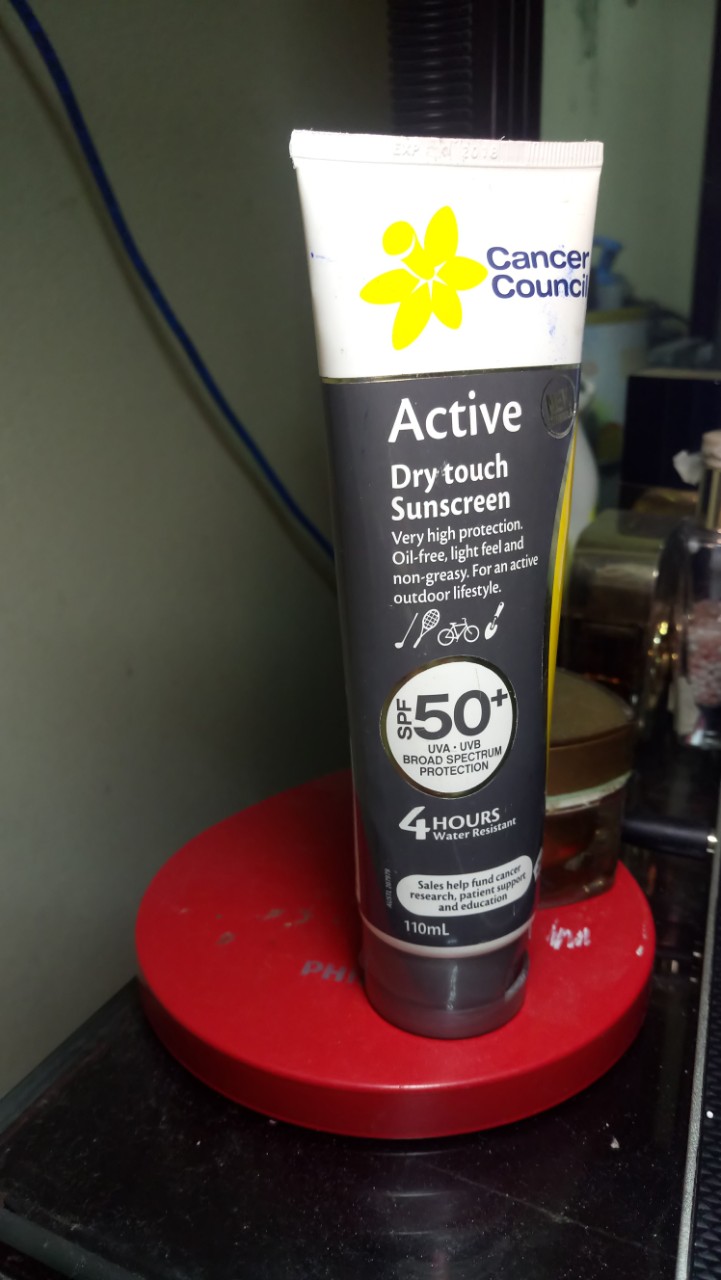 EXP
2018
Cancer
Council
Active
Dry touch
Sunscreen
Very high protection.
Oil-free, light feel and
non-greasy. For an active
outdoor lifestyle.
SPF 50+
UVA · UVB
BROAD SPECTRUM
PROTECTION
4 HOURS
Water Resistant
Sales help fund cancer
research, patient support
and education
110mL